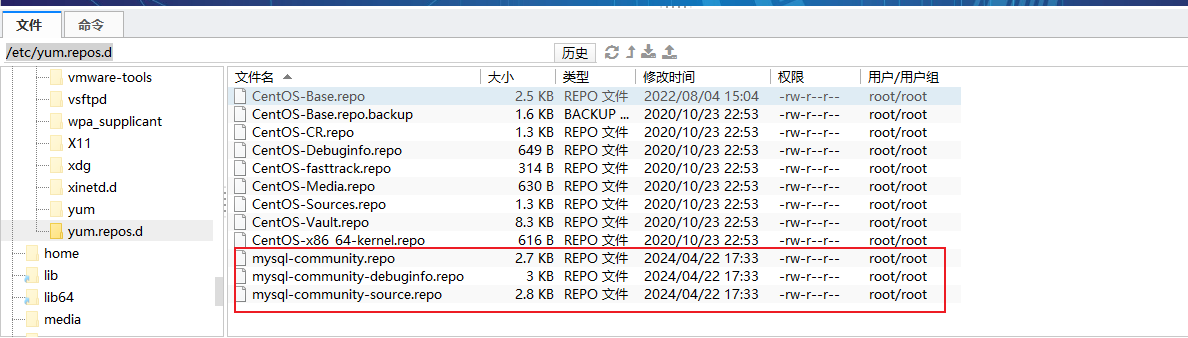 文件 命令
/etc/yum.repos.d 历史
文件名 大小 类型 修改时间 权限 用户/用户组
vmware-tools
vsftpd
wpa_supplicant
X11
xdg
xinetd.d
yum
yum.repos.d
home
lib
lib64
media
CentOS-Base.repo 2.5 KB REPO 文件 2022/08/04 15:04 -rw-r--r-- root/root
CentOS-Base.repo.backup 1.6 KB BACKUP ... 2020/10/23 22:53 -rw-r--r-- root/root
CentOS-CR.repo 1.3 KB REPO 文件 2020/10/23 22:53 -rw-r--r-- root/root
CentOS-Debuginfo.repo 649 B REPO 文件 2020/10/23 22:53 -rw-r--r-- root/root
CentOS-fasttrack.repo 314 B REPO 文件 2020/10/23 22:53 -rw-r--r-- root/root
CentOS-Media.repo 630 B REPO 文件 2020/10/23 22:53 -rw-r--r-- root/root
CentOS-Sources.repo 1.3 KB REPO 文件 2020/10/23 22:53 -rw-r--r-- root/root
CentOS-Vault.repo 8.3 KB REPO 文件 2020/10/23 22:53 -rw-r--r-- root/root
CentOS-x86_64-kernel.repo 616 B REPO 文件 2020/10/23 22:53 -rw-r--r-- root/root
mysql-community.repo 2.7 KB REPO 文件 2024/04/22 17:33 -rw-r--r-- root/root
mysql-community-debuginfo.repo 3 KB REPO 文件 2024/04/22 17:33 -rw-r--r-- root/root
mysql-community-source.repo 2.8 KB REPO 文件 2024/04/22 17:33 -rw-r--r-- root/root